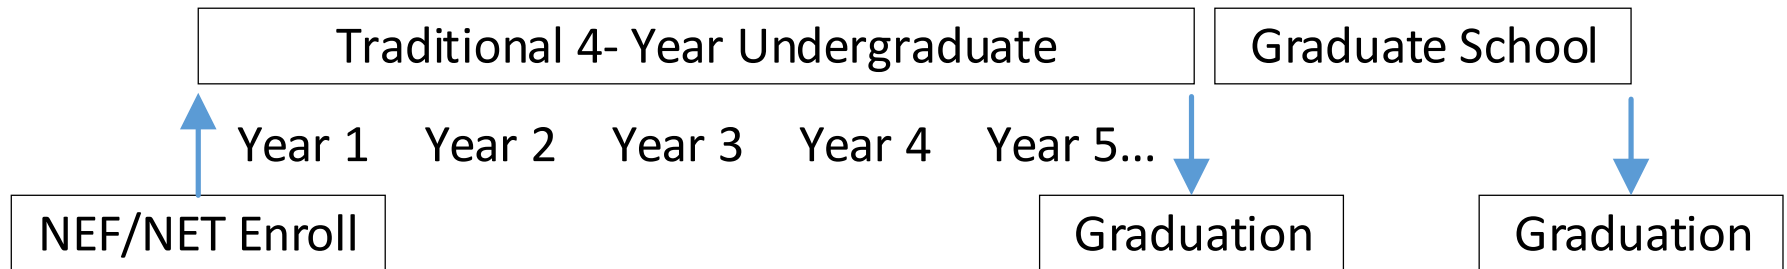 Traditional 4- Year Undergraduate Graduate School
Year 1 Year 2 Year 3 Year 4 Year 5...
NEF/NET Enroll Graduation Graduation